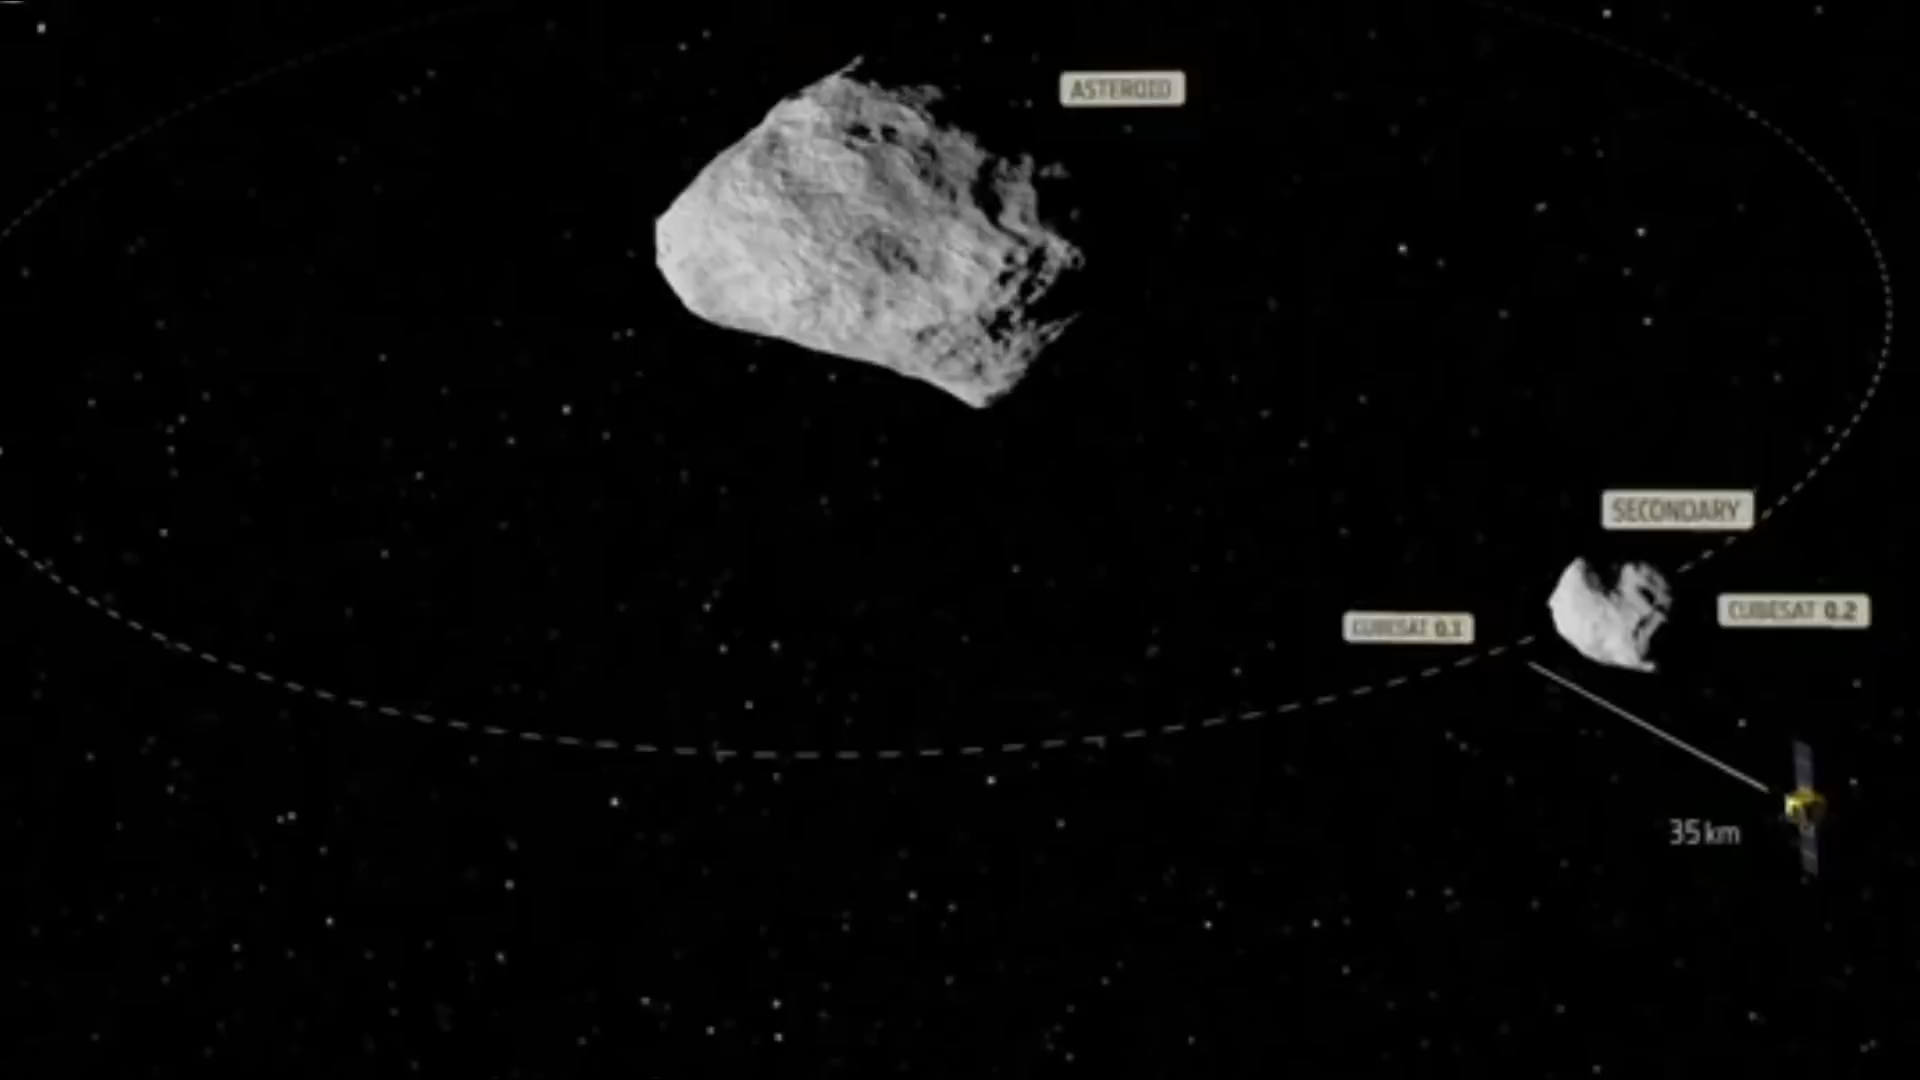 ASTEROID
SECONDARY
CUBESAT 0.2
CUBESAT 0.1
35 km